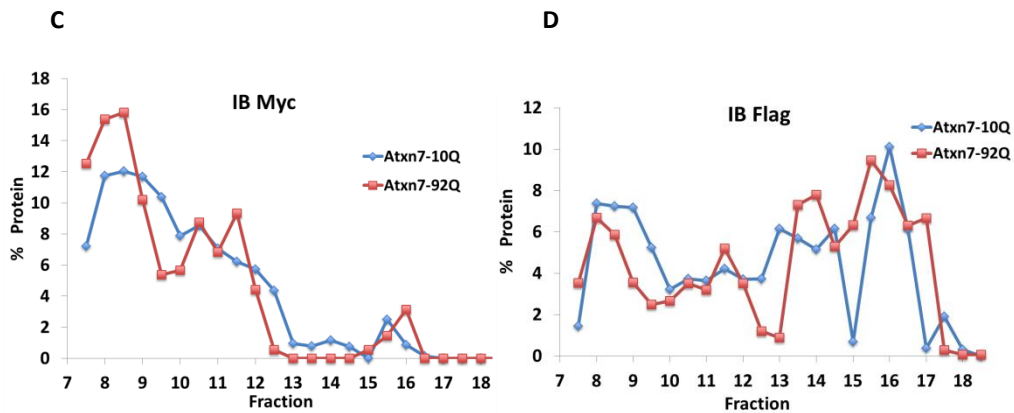 C
IB Myc
18
16
14
12
10
8
6
4
2
0
% Protein
7 8 9 10 11 12 13 14 15 16 17 18
Fraction
Atxn7-10Q
Atxn7-92Q
D
IB Flag
12
10
8
6
4
2
0
% Protein
7 8 9 10 11 12 13 14 15 16 17 18
Fraction
Atxn7-10Q
Atxn7-92Q